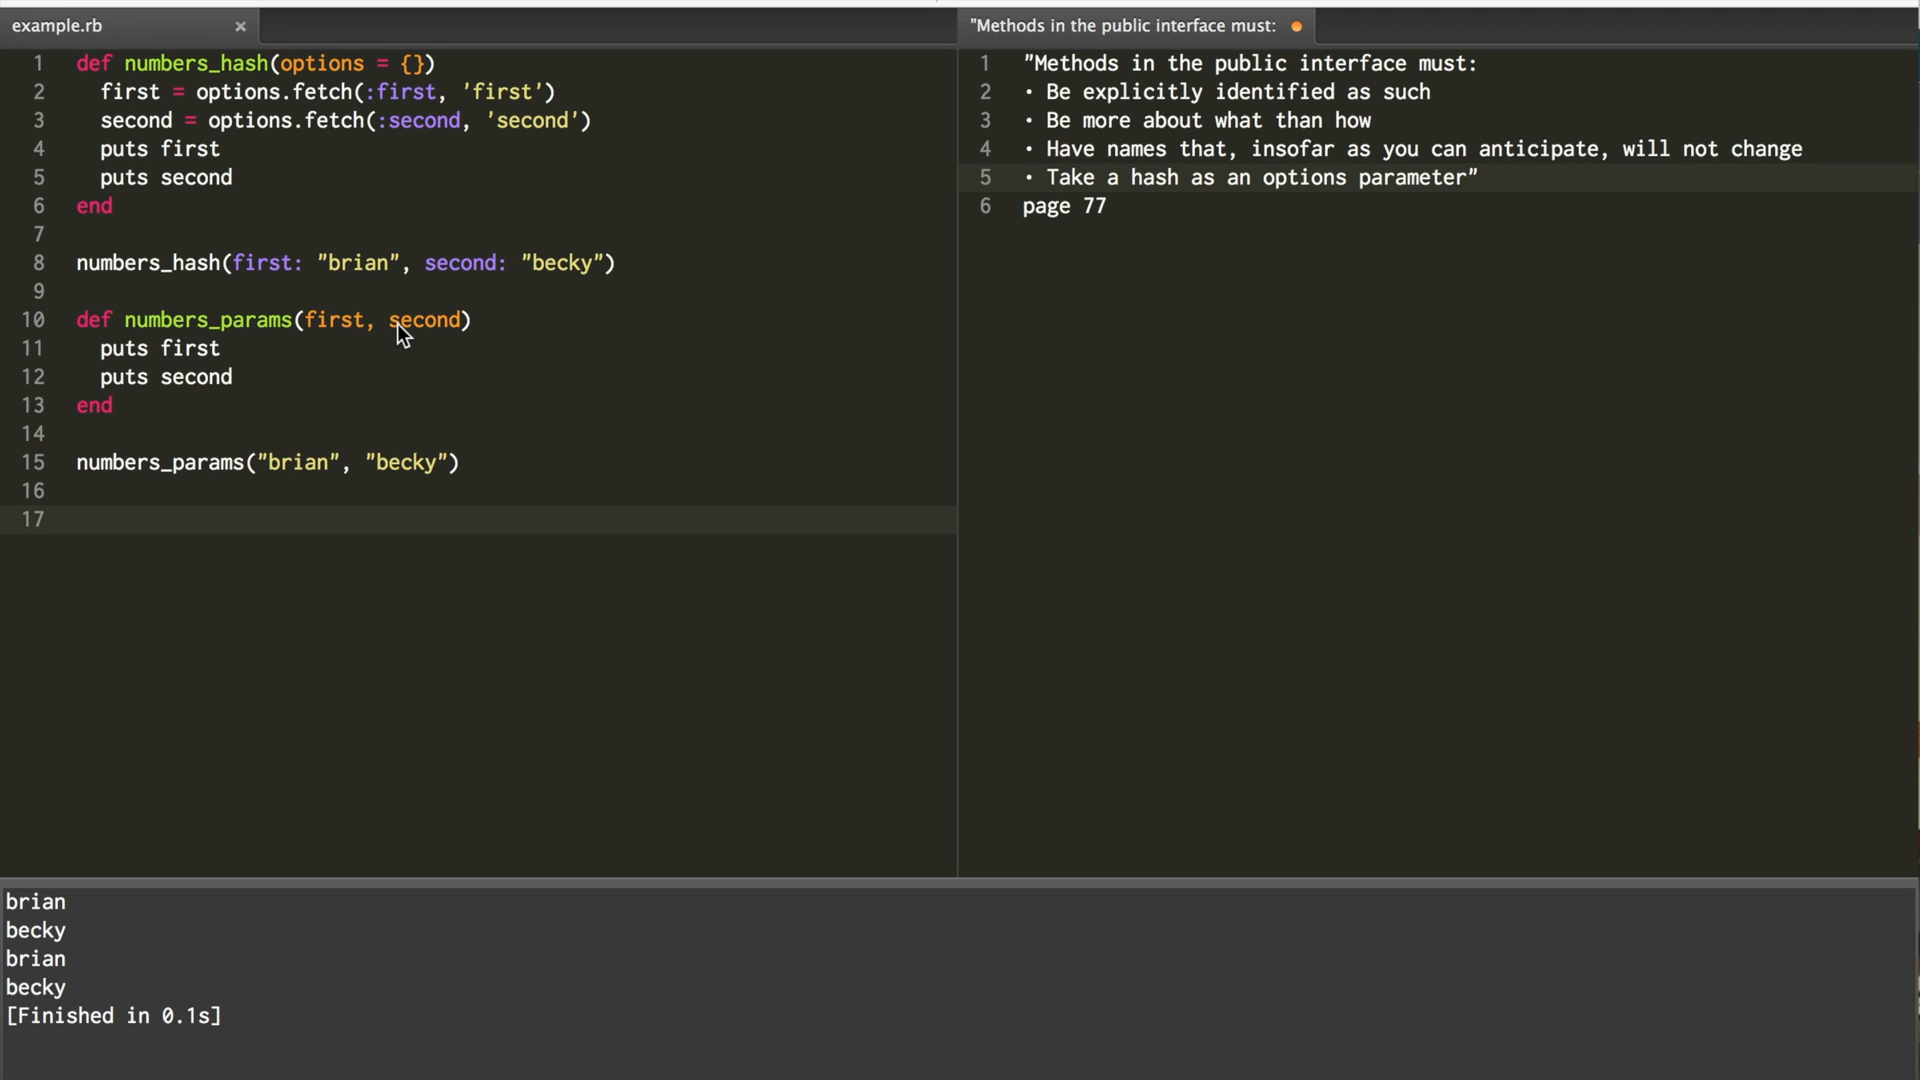 example.rb ×
1 def numbers_hash(options = {})
2 first = options.fetch(:first, 'first')
3 second = options.fetch(:second, 'second')
4 puts first
5 puts second
6 end
7
8 numbers_hash(first: "brian", second: "becky")
9
10 def numbers_params(first, second)
11 puts first
12 puts second
13 end
14
15 numbers_params("brian", "becky")
16
17
"Methods in the public interface must:
1 "Methods in the public interface must:
2 • Be explicitly identified as such
3 • Be more about what than how
4 • Have names that, insofar as you can anticipate, will not change
5 • Take a hash as an options parameter"
6 page 77
brian
becky
brian
becky
[Finished in 0.1s]